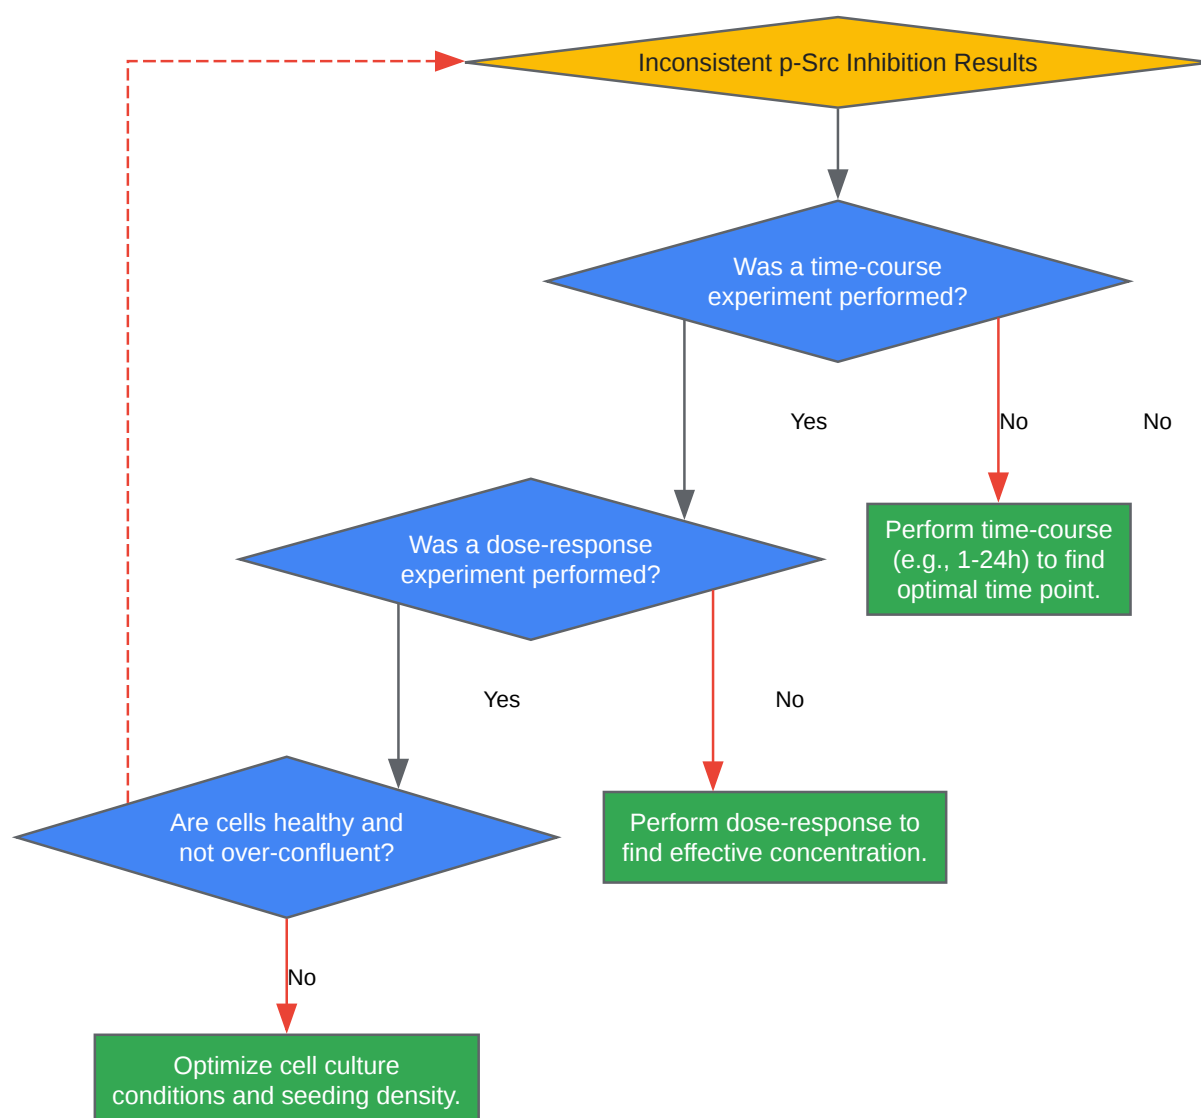 Inconsistent p-Src Inhibition Results
Was a time-course
experiment performed?
Yes
No
No
Perform time-course
(e.g., 1-24h) to find
optimal time point.
Was a dose-response
experiment performed?
Yes
No
Perform dose-response to
find effective concentration.
Are cells healthy and
not over-confluent?
No
Optimize cell culture
conditions and seeding density.